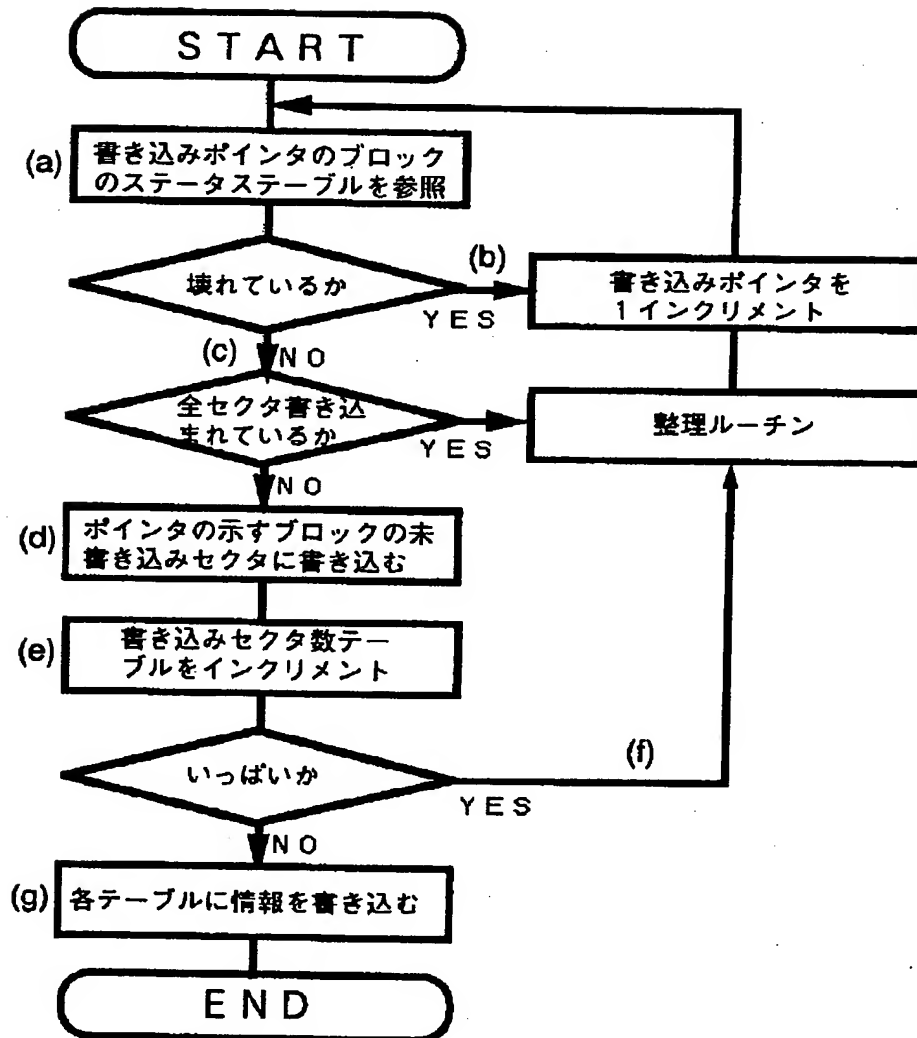 START
(a)
書き込みポインタのブロック
のステータステーブルを参照
壊れているか
(b)
YES
書き込みポインタを
1インクリメント
(c)
NO
全セクタ書き込
まれているか
YES
整理ルーチン
NO
(d)
ポインタの示すブロックの未
書き込みセクタに書き込む
(e)
書き込みセクタ数テー
ブルをインクリメント
いっぱいか
(f)
YES
NO
(g)
各テーブルに情報を書き込む
END